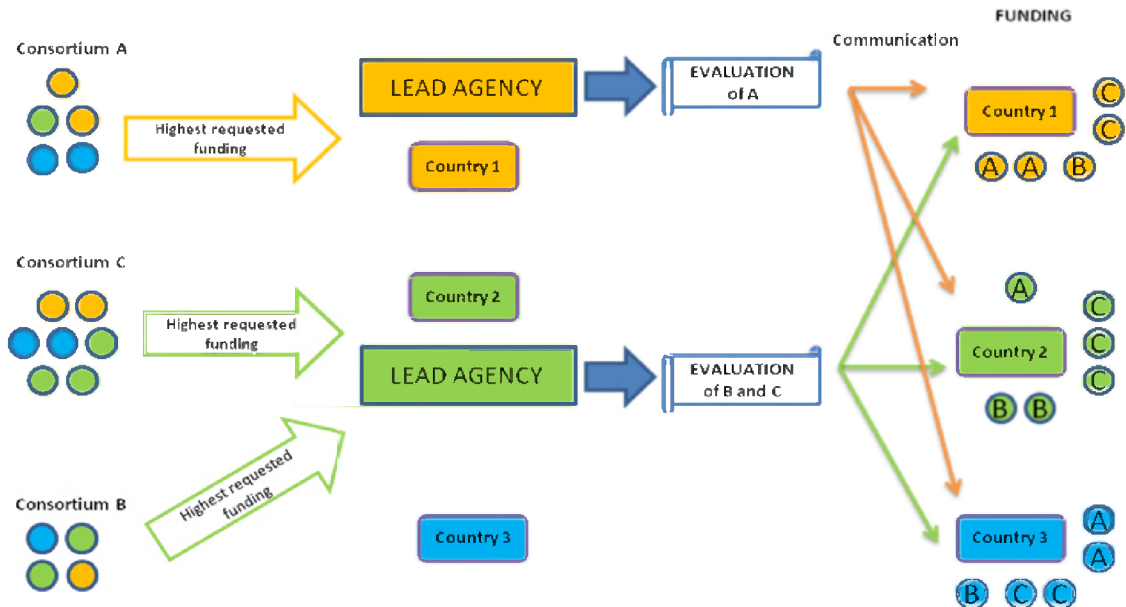 FUNDING
Consortium A
Communication
LEAD AGENCY
EVALUATION
of A
Country 1
C
C
Highest requested
funding
Country 1
A A B
Consortium C
Country 2
A
Highest requested
funding
C
C
C
Country 2
LEAD AGENCY
EVALUATION
of B and C
B B
Highest requested
funding
Consortium B
Country 3
Country 3
A
A
B C C